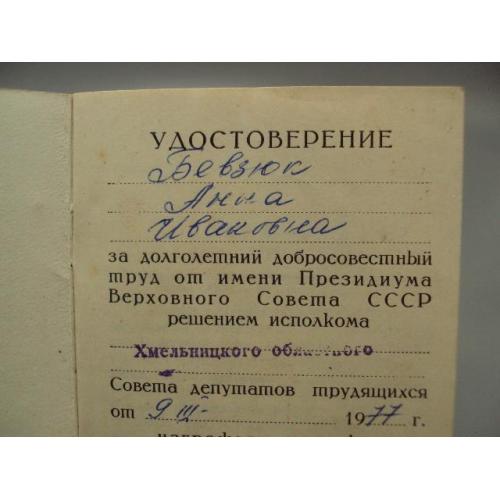 УДОСТОВЕРЕНИЕ
Бевзюк
Анна
Ивановна
за долголетний добросовестный
труд от имени Президиума
Верховного Совета СССР
решением исполкома
Хмельницкого областного
Совета депутатов трудящихся
от 9 III 1977 г.